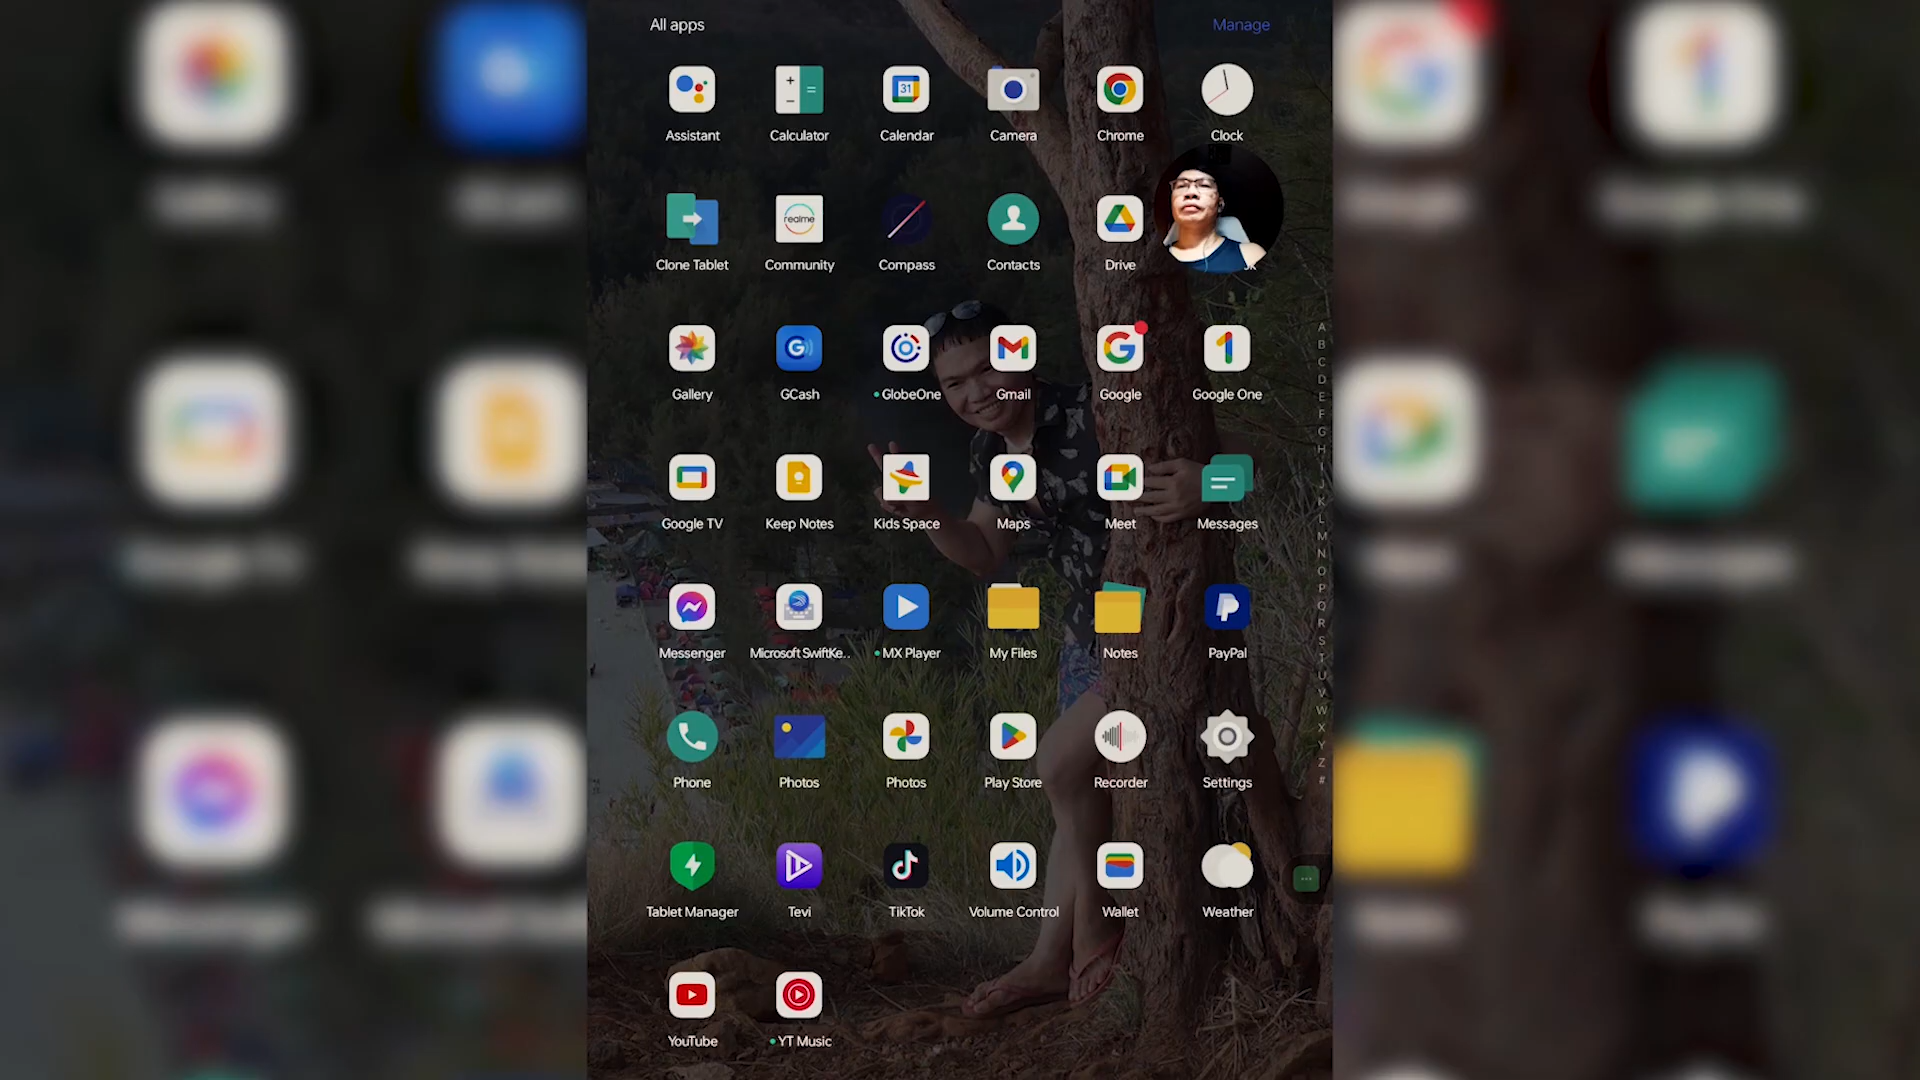 All apps Manage
Assistant Calculator Calendar Camera Chrome Clock
31
realme
Clone Tablet Community Compass Contacts Drive
Gallery GCash GlobeOne Gmail Google Google One
Google TV Keep Notes Kids Space Maps Meet Messages
Messenger Microsoft SwiftKe.. MX Player My Files Notes PayPal
Phone Photos Photos Play Store Recorder Settings
Tablet Manager Tevi TikTok Volume Control Wallet Weather
YouTube YT Music
A
B
C
D
E
F
G
H
I
J
K
L
M
N
O
P
Q
R
S
T
U
V
W
X
Y
Z
#